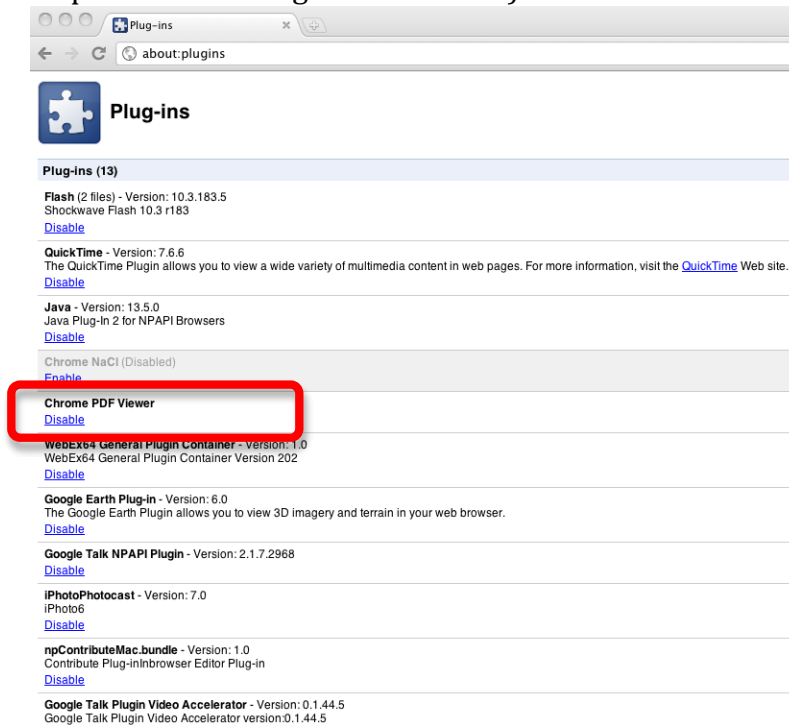 Plug-ins
about:plugins
Plug-ins
Plug-ins (13)
Flash (2 files) - Version: 10.3.183.5
Shockwave Flash 10.3 r183
Disable
QuickTime - Version: 7.6.6
The QuickTime Plugin allows you to view a wide variety of multimedia content in web pages. For more information, visit the QuickTime Web site.
Disable
Java - Version: 13.5.0
Java Plug-In 2 for NPAPI Browsers
Disable
Chrome NaCl (Disabled)
Enable
Chrome PDF Viewer
Disable
WebEx64 General Plugin Container - Version: 1.0
WebEx64 General Plugin Container Version 202
Disable
Google Earth Plug-in - Version: 6.0
The Google Earth Plugin allows you to view 3D imagery and terrain in your web browser.
Disable
Google Talk NPAPI Plugin - Version: 2.1.7.2968
Disable
iPhotoPhotocast - Version: 7.0
iPhoto6
Disable
npContributeMac.bundle - Version: 1.0
Contribute Plug-inInbrowser Editor Plug-in
Disable
Google Talk Plugin Video Accelerator - Version: 0.1.44.5
Google Talk Plugin Video Accelerator version:0.1.44.5